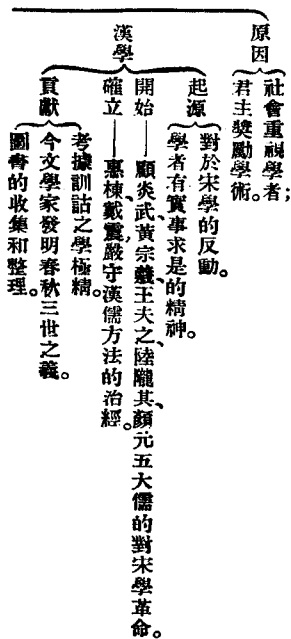 原因
社會重視學者；
君主獎勵學術。
漢學
起源
對於宋學的反動。
學者有實事求是的精神。
開始——顧炎武、黃宗羲、王夫之、陸隴其、顏元五大儒的對宋學革命。
確立——惠棟、戴震，嚴守漢儒方法的治經。
貢獻
考據訓詁之學極精。
今文學家發明春秋三世之義。
圖書的收集和整理。